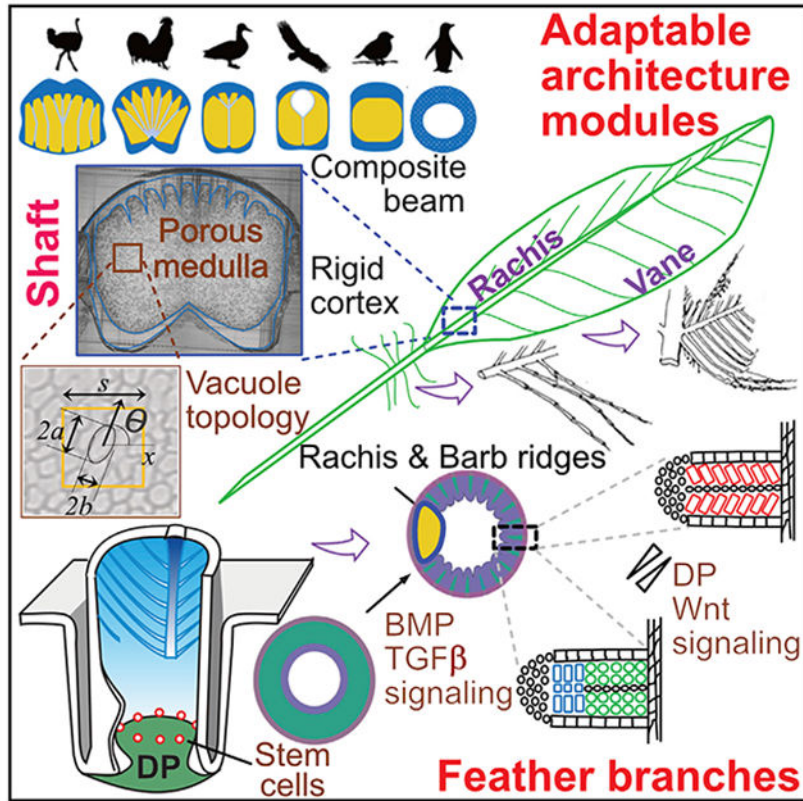 Adaptable
architecture
modules
Composite
beam
Shaft
Porous
medulla
Rigid
cortex
Rachis
Vane
Vacuole
topology
s
2a
θ
x
2b
Rachis & Barb ridges
BMP
TGFβ
signaling
DP
Wnt
signaling
Stem
cells
DP
Feather branches